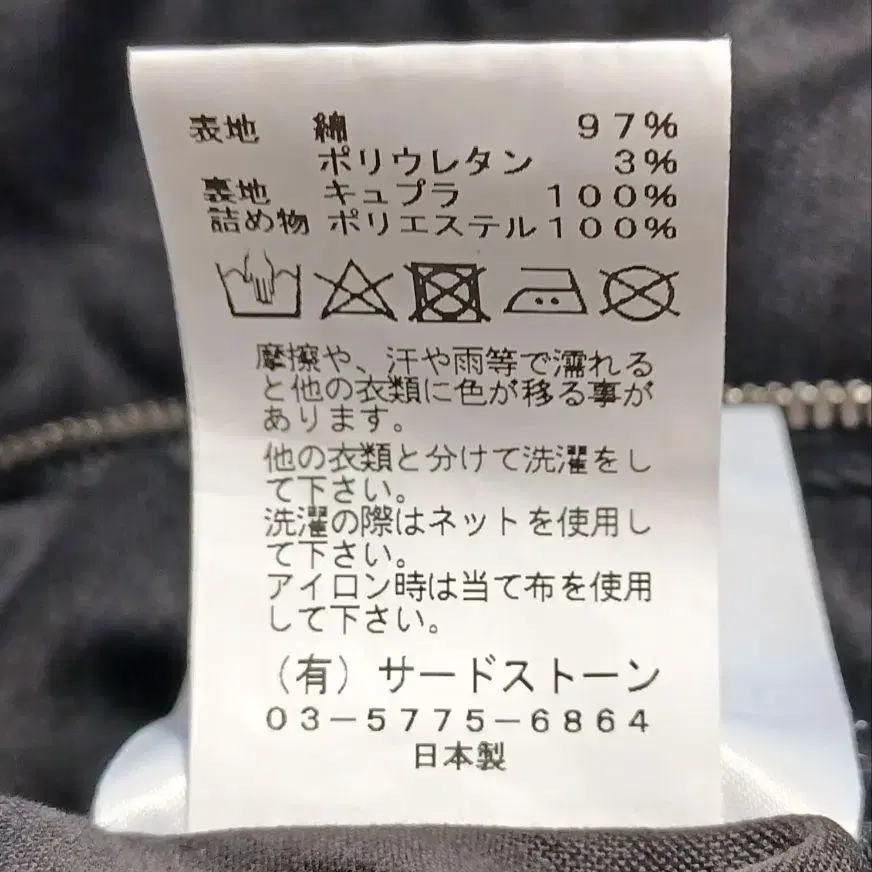 表地 綿 97%
ポリウレタン 3%
裏地 キュプラ 100%
詰め物 ポリエステル100%
摩擦や、汗や雨等で濡れる
と他の衣類に色が移る事が
あります。
他の衣類と分けて洗濯をし
て下さい。
洗濯の際はネットを使用し
て下さい。
アイロン時は当て布を使用
して下さい。
（有）サードストーン
03－5775－6864
日本製